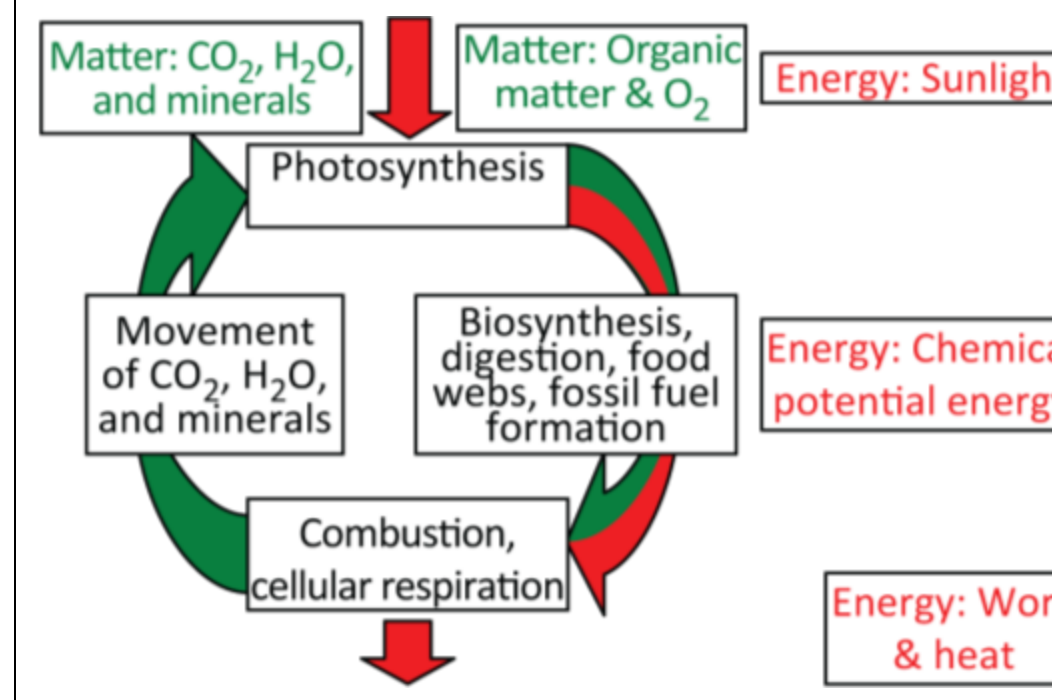 Matter: CO₂, H₂O,
and minerals
Matter: Organic
matter & O₂
Energy: Sunligh
Photosynthesis
Movement
of CO₂, H₂O,
and minerals
Biosynthesis,
digestion, food
webs, fossil fuel
formation
Energy: Chemica
potential energy
Combustion,
cellular respiration
Energy: Wor
& heat